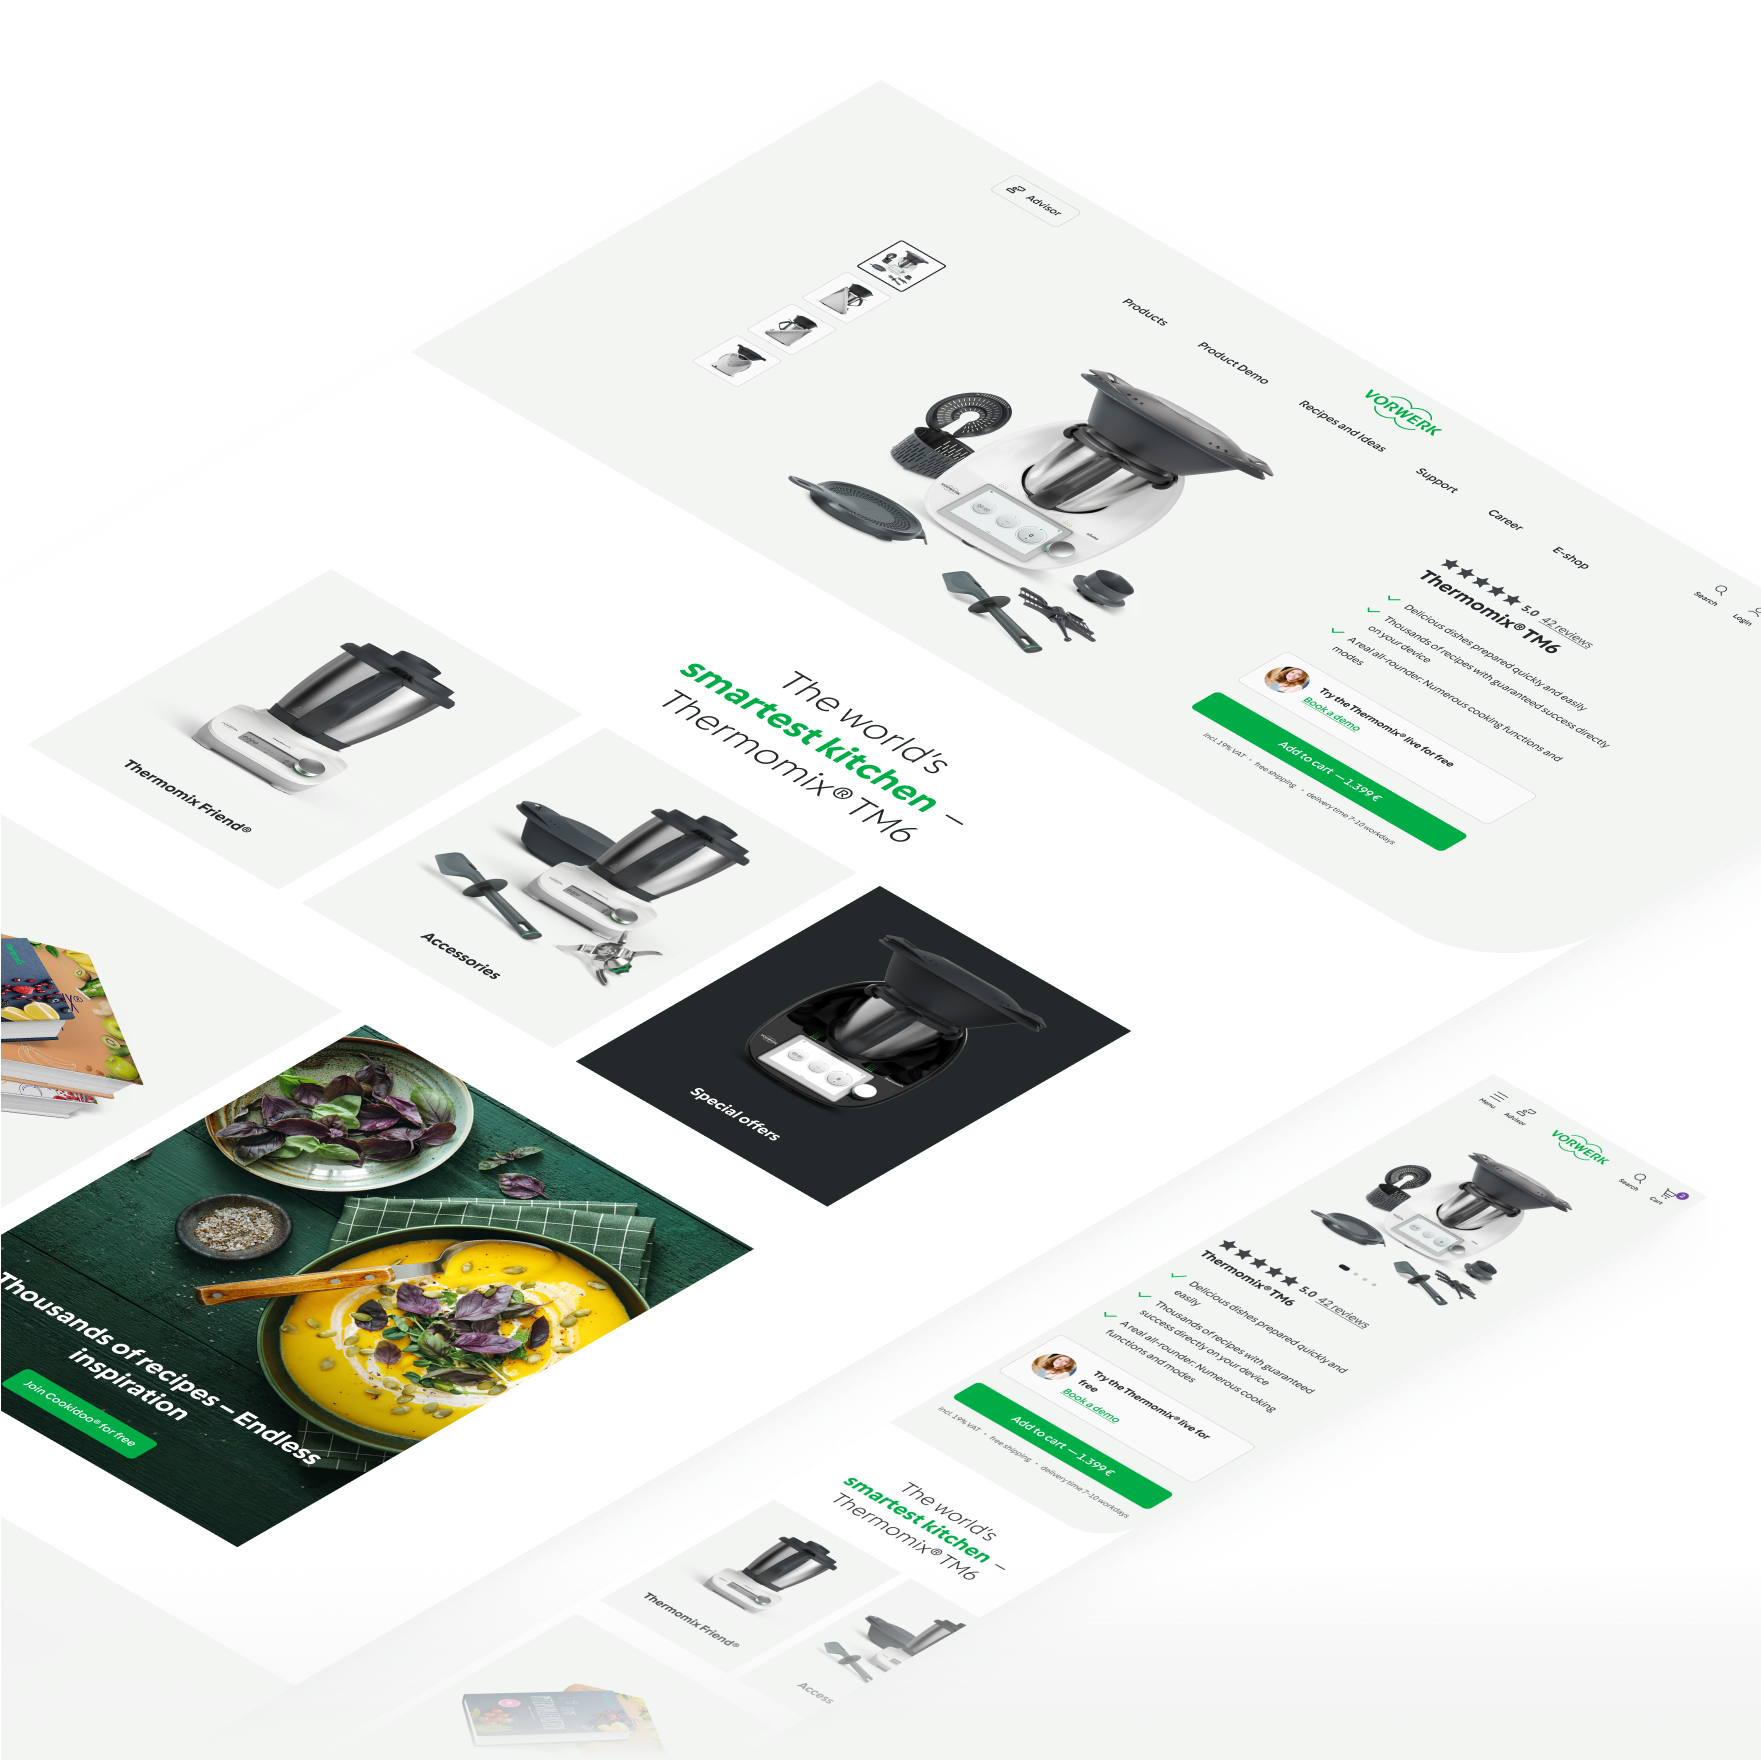 Advisor
Products
Product Demo
Recipes and Ideas
VORWERK
Support
Career
E-shop
Search
Login
5.0 42 reviews
Thermomix® TM6
Delicious dishes prepared quickly and easily
Thousands of recipes with guaranteed success directly
on your device
A real all-rounder: Numerous cooking functions and
modes
Try the Thermomix® live for free
Book a demo
Add to cart — 1.399 €
incl. 19% VAT • free shipping • delivery time 7-10 workdays
The world's
smartest kitchen –
Thermomix® TM6
Thermomix Friend®
Accessories
Special offers
Thousands of recipes – Endless
inspiration
Join Cookidoo® for free
Menu
Advisor
VORWERK
Search
Cart
2
5.0 42 reviews
Thermomix® TM6
Delicious dishes prepared quickly and
easily
Thousands of recipes with guaranteed
success directly on your device
A real all-rounder: Numerous cooking
functions and modes
Try the Thermomix® live for
free
Book a demo
Add to cart — 1.399 €
incl. 19% VAT • free shipping • delivery time 7-10 workdays
The world's
smartest kitchen –
Thermomix® TM6
Thermomix Friend®
Access